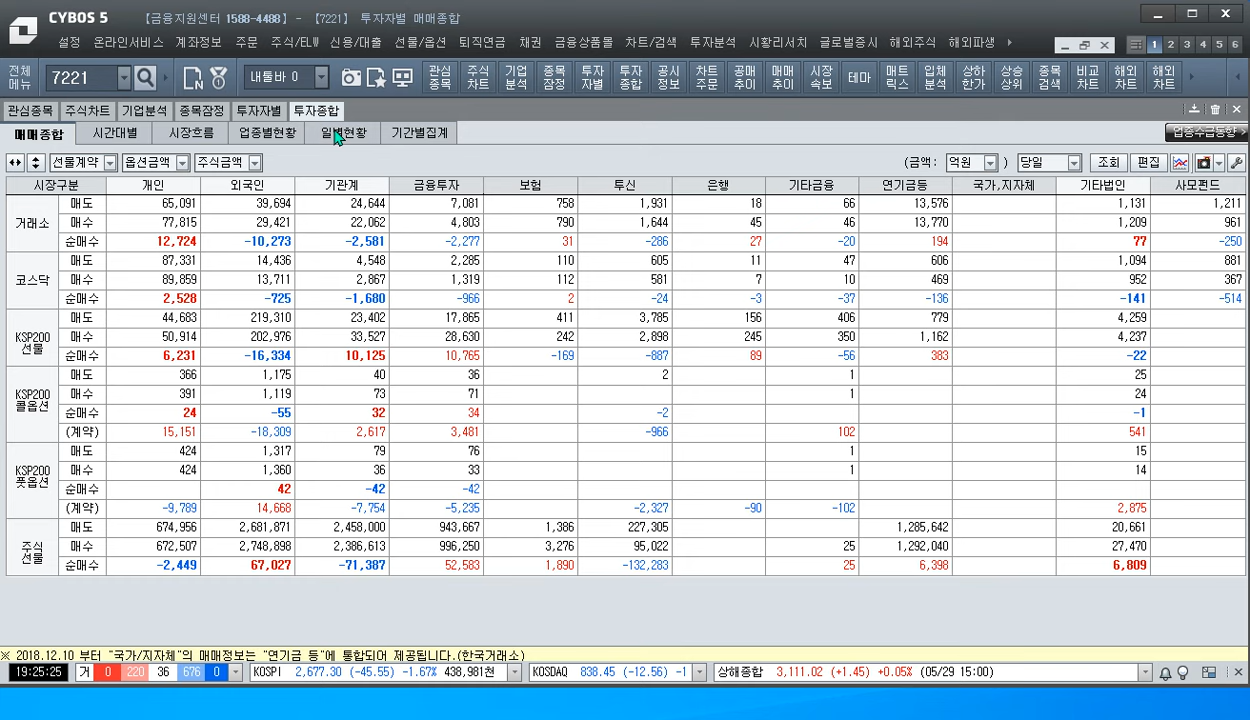 CYBOS 5 【금융지원센터 1588-4488】 - 【7221】 투자자별 매매종합
설정 온라인서비스 계좌정보 주문 주식/ELW 신용/대출 선물/옵션 퇴직연금 채권 금융상품몰 차트/검색 투자분석 시황리서치 글로벌증시 해외주식 해외파생 1 2 3 4 5 6
전체메뉴 7221 내툴바 0 관심종목 주식차트 기업분석 종목잠정 투자자별 투자종합 공시정보 차트주문 공매추이 매매추이 시장속보 테마 매트릭스 입체분석 상하한가 상승상위 종목검색 비교차트 해외차트 해외차트
관심종목 주식차트 기업분석 종목잠정 투자자별 투자종합
매매종합 시간대별 시장흐름 업종별현황 일별현황 기간별집계 업종수급동향
선물계약 옵션금액 주식금액 (금액: 억원 ) 당일 조회 편집
시장구분 개인 외국인 기관계 금융투자 보험 투신 은행 기타금융 연기금등 국가,지자체 기타법인 사모펀드
거래소 매도 65,091 39,694 24,644 7,081 758 1,931 18 66 13,576 1,131 1,211
매수 77,815 29,421 22,062 4,803 790 1,644 45 46 13,770 1,209 961
순매수 12,724 -10,273 -2,581 -2,277 31 -286 27 -20 194 77 -250
코스닥 매도 87,331 14,436 4,548 2,285 110 605 11 47 606 1,094 881
매수 89,859 13,711 2,867 1,319 112 581 7 10 469 952 367
순매수 2,528 -725 -1,680 -966 2 -24 -3 -37 -136 -141 -514
KSP200 선물 매도 44,683 219,310 23,402 17,865 411 3,785 156 406 779 4,259
매수 50,914 202,976 33,527 28,630 242 2,898 245 350 1,162 4,237
순매수 6,231 -16,334 10,125 10,765 -169 -887 89 -56 383 -22
KSP200 콜옵션 매도 366 1,175 40 36 2 1 25
매수 391 1,119 73 71 1 24
순매수 24 -55 32 34 -2 -1
(계약) 15,151 -18,309 2,617 3,481 -966 102 541
KSP200 풋옵션 매도 424 1,317 79 76 1 15
매수 424 1,360 36 33 1 14
순매수 42 -42 -42
(계약) -9,789 14,668 -7,754 -5,235 -2,327 -90 -102 2,875
주식 선물 매도 674,956 2,681,871 2,458,000 943,667 1,386 227,305 1,285,642 20,661
매수 672,507 2,748,898 2,386,613 996,250 3,276 95,022 25 1,292,040 27,470
순매수 -2,449 67,027 -71,387 52,583 1,890 -132,283 25 6,398 6,809
※ 2018.12.10 부터 "국가/지자체"의 매매정보는 "연기금 등"에 통합되어 제공됩니다.(한국거래소)
19:25:25 거 0 220 36 676 0 KOSPI 2,677.30 (-45.55) -1.67% 438,981천 KOSDAQ 838.45 (-12.56) -1 상해종합 3,111.02 (+1.45) +0.05% (05/29 15:00)